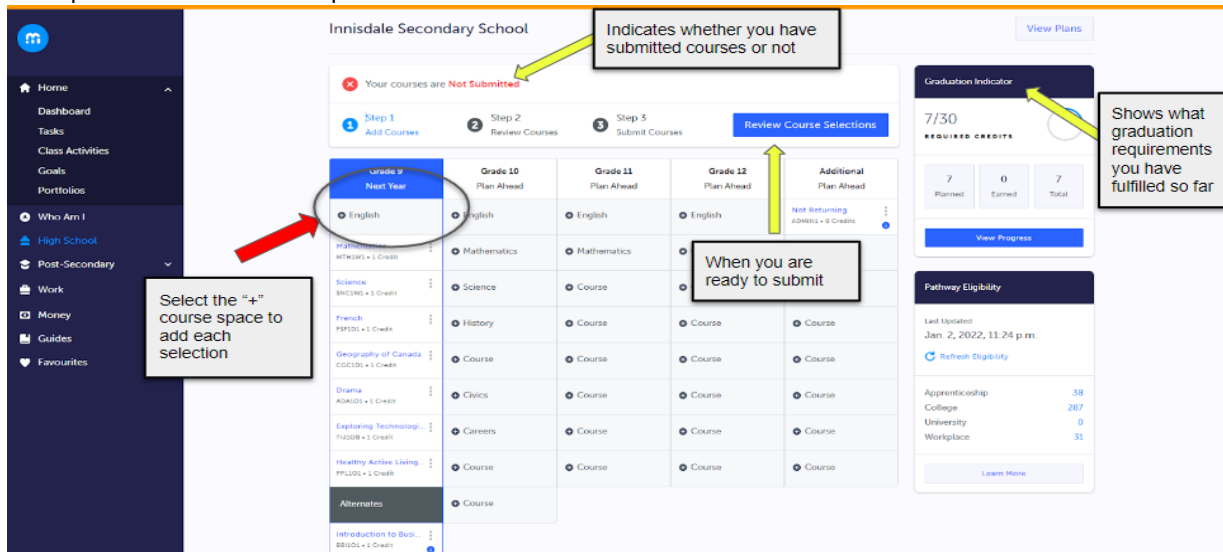 Innisdale Secondary School
View Plans
Indicates whether you have
submitted courses or not
Your courses are Not Submitted
Step 1
Add Courses
Step 2
Review Courses
Step 3
Submit Courses
Review Course Selections
Graduation Indicator
7/30
REQUIRED CREDITS
7
Planned
0
Earned
7
Total
View Progress
Shows what
graduation
requirements
you have
fulfilled so far
m
Home
Dashboard
Tasks
Class Activities
Goals
Portfolios
Who Am I
High School
Post-Secondary
Work
Money
Guides
Favourites
Select the "+"
course space to
add each
selection
When you are
ready to submit
Grade 9
Next Year
Grade 10
Plan Ahead
Grade 11
Plan Ahead
Grade 12
Plan Ahead
Additional
Plan Ahead
English
English
English
English
Not Returning
ADMIN1 • 0 Credits
Mathematics
MTH1W1 • 1 Credit
Mathematics
Mathematics
Science
SNC1W1 • 1 Credit
Science
Course
French
FSF1D1 • 1 Credit
History
Course
Course
Course
Geography of Canada
CGC1D1 • 1 Credit
Course
Course
Course
Course
Drama
ADA1O1 • 1 Credit
Civics
Course
Course
Course
Exploring Technologi...
1 Credit
Careers
Course
Course
Course
Healthy Active Living...
PPL1O1 • 1 Credit
Course
Course
Course
Course
Alternates
Course
Introduction to Busi...
BBI1O1 • 1 Credit
Pathway Eligibility
Last Updated
Jan. 2, 2022, 11:24 p.m.
Refresh Eligibility
Apprenticeship 38
College 287
University 0
Workplace 31
Learn More